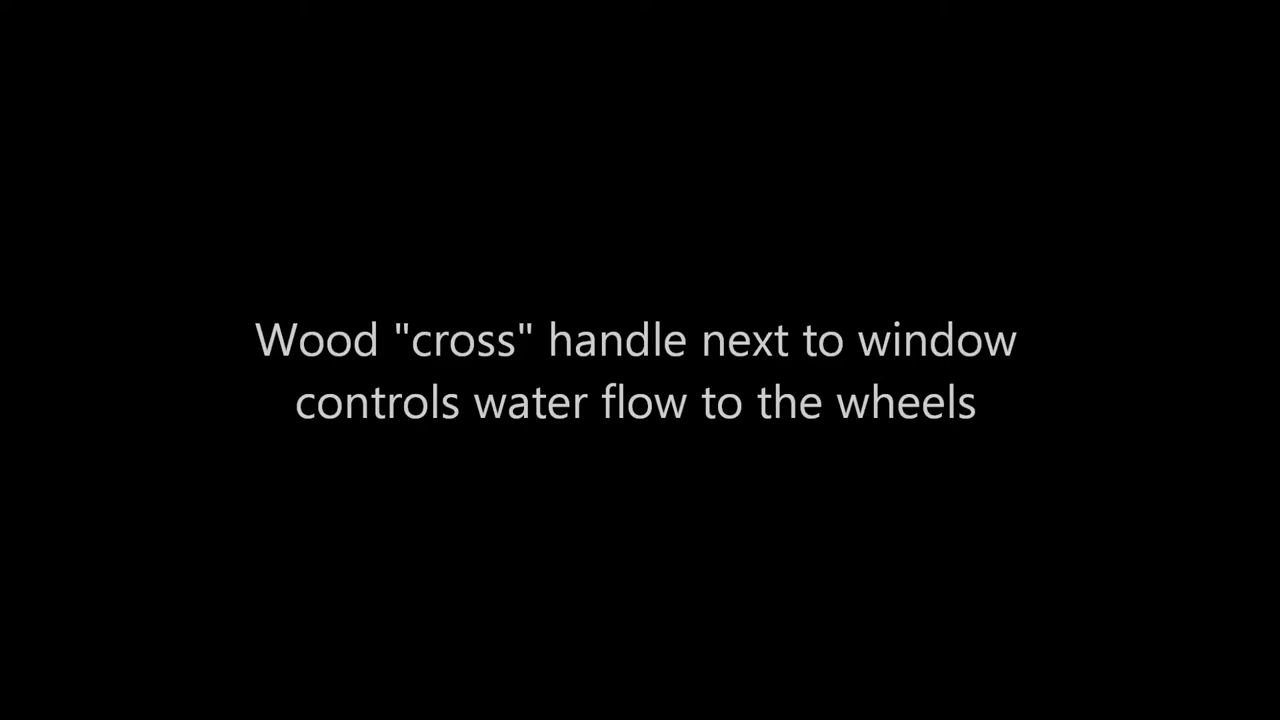 Wood "cross" handle next to window
controls water flow to the wheels